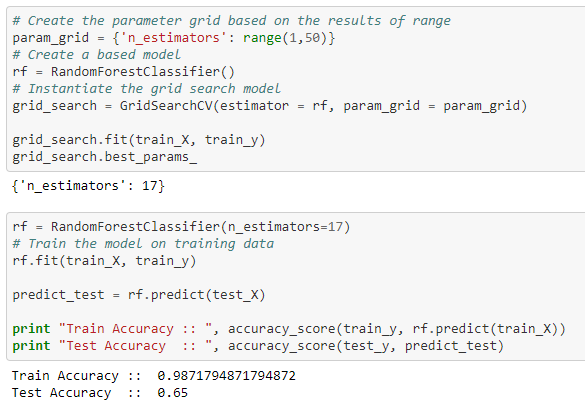 # Create the parameter grid based on the results of range
param_grid = {'n_estimators': range(1,50)}
# Create a based model
rf = RandomForestClassifier()
# Instantiate the grid search model
grid_search = GridSearchCV(estimator = rf, param_grid = param_grid)
grid_search.fit(train_X, train_y)
grid_search.best_params_
{'n_estimators': 17}
rf = RandomForestClassifier(n_estimators=17)
# Train the model on training data
rf.fit(train_X, train_y)
predict_test = rf.predict(test_X)
print "Train Accuracy :: ", accuracy_score(train_y, rf.predict(train_X))
print "Test Accuracy  :: ", accuracy_score(test_y, predict_test)
Train Accuracy ::  0.9871794871794872
Test Accuracy  ::  0.65